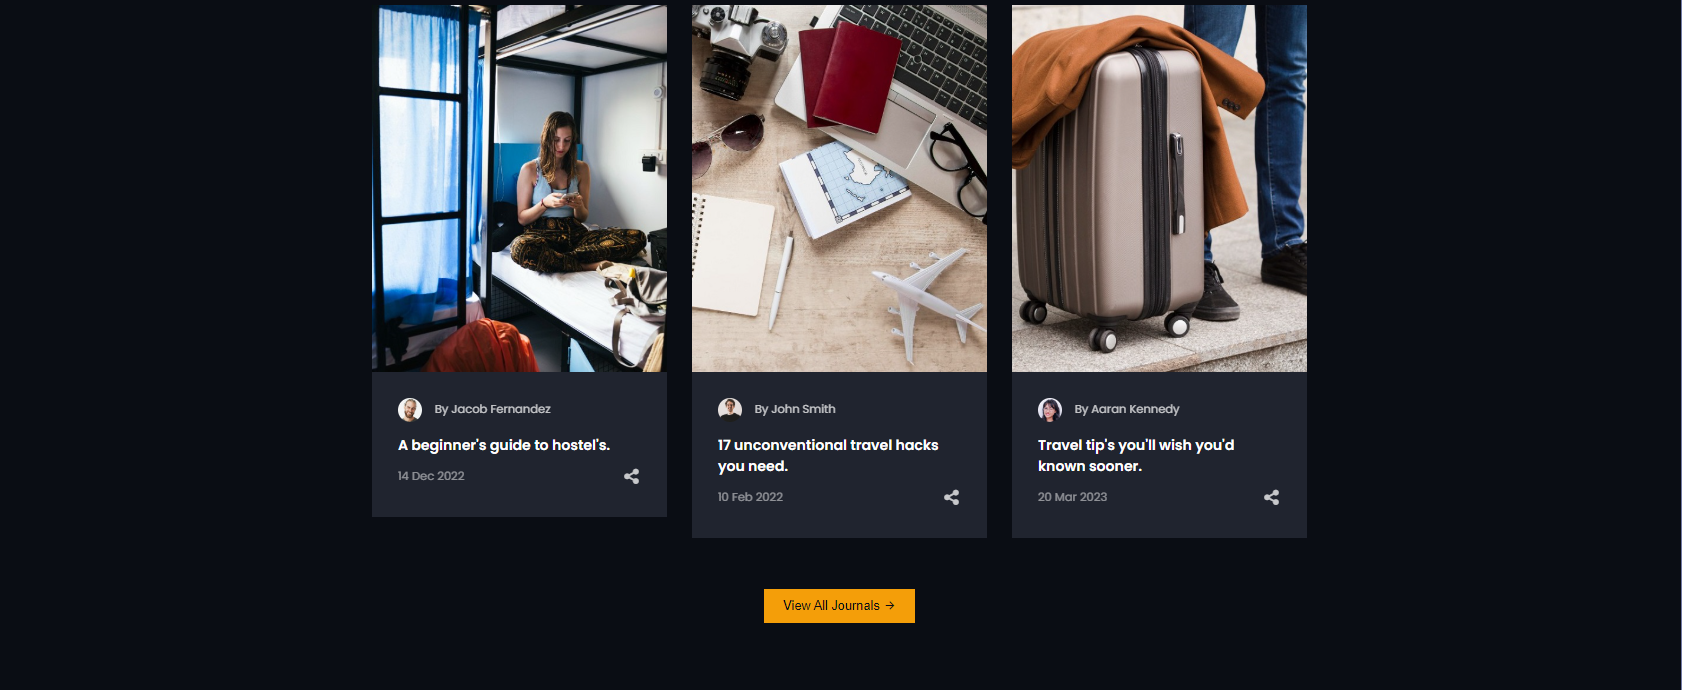 By Jacob Fernandez
A beginner's guide to hostel's.
14 Dec 2022
By John Smith
17 unconventional travel hacks
you need.
10 Feb 2022
By Aaran Kennedy
Travel tip's you'll wish you'd
known sooner.
20 Mar 2023
View All Journals →